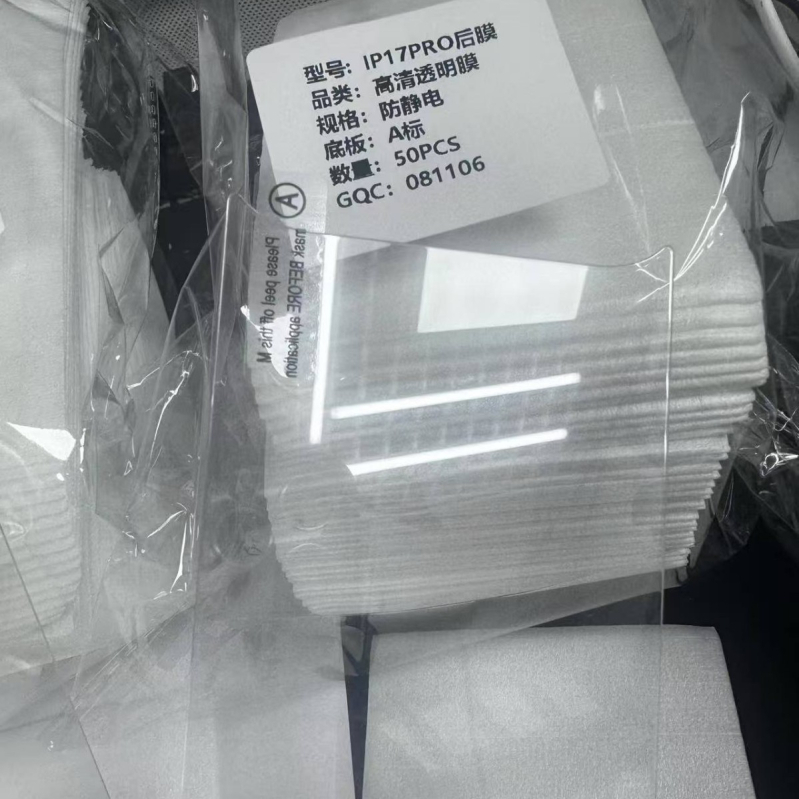 型号: IP17PRO后膜
品类: 高清透明膜
规格: 防静电
底板: A标
数量: 50PCS
GQC: 081106
A
Please peel off this M
mask BEFORE application